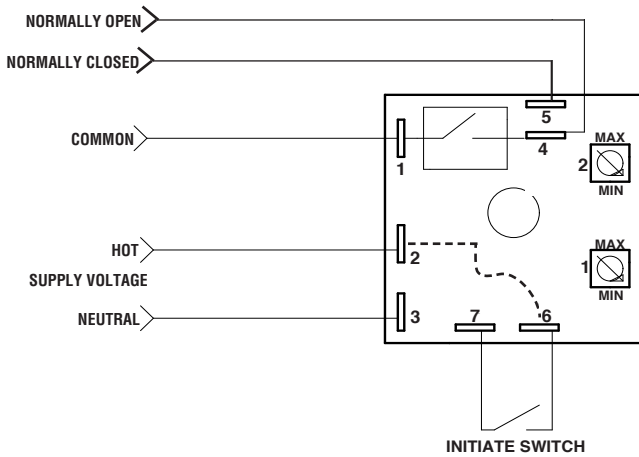 NORMALLY OPEN
NORMALLY CLOSED
5
COMMON
1
4
MAX
2
MIN
HOT
2
SUPPLY VOLTAGE
MAX
1
MIN
NEUTRAL
3
7
6
INITIATE SWITCH